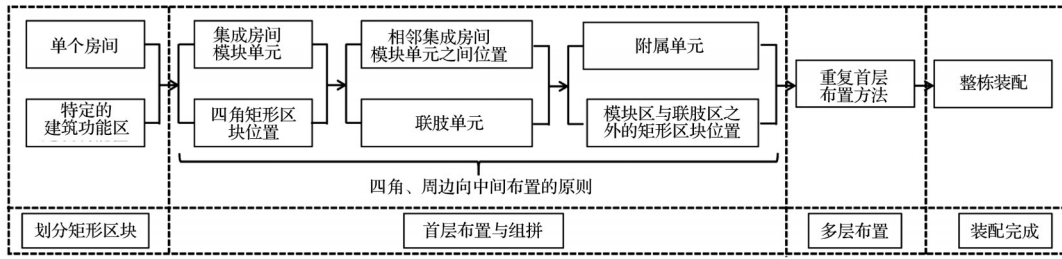 单个房间
特定的
建筑功能区
集成房间
模块单元
四角矩形区
块位置
相邻集成房间
模块单元之间位置
联肢单元
附属单元
模块区与联肢区之
外的矩形区块位置
重复首层
布置方法
整栋装配
四角、周边向中间布置的原则
划分矩形区块
首层布置与组拼
多层布置
装配完成